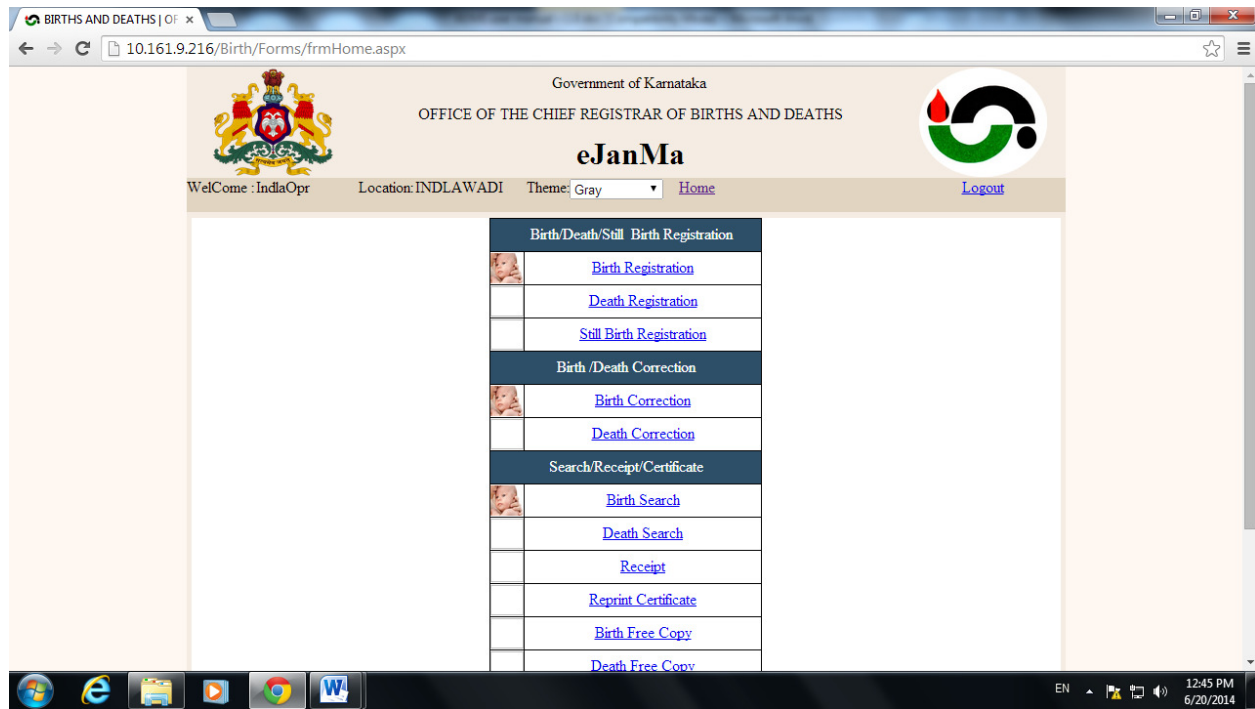 BIRTHS AND DEATHS | OF
10.161.9.216/Birth/Forms/frmHome.aspx
Government of Karnataka
OFFICE OF THE CHIEF REGISTRAR OF BIRTHS AND DEATHS
eJanMa
WelCome : IndlaOpr Location: INDLAWADI Theme: Gray Home Logout
Birth/Death/Still Birth Registration
Birth Registration
Death Registration
Still Birth Registration
Birth /Death Correction
Birth Correction
Death Correction
Search/Receipt/Certificate
Birth Search
Death Search
Receipt
Reprint Certificate
Birth Free Copy
Death Free Copy
EN 12:45 PM
6/20/2014